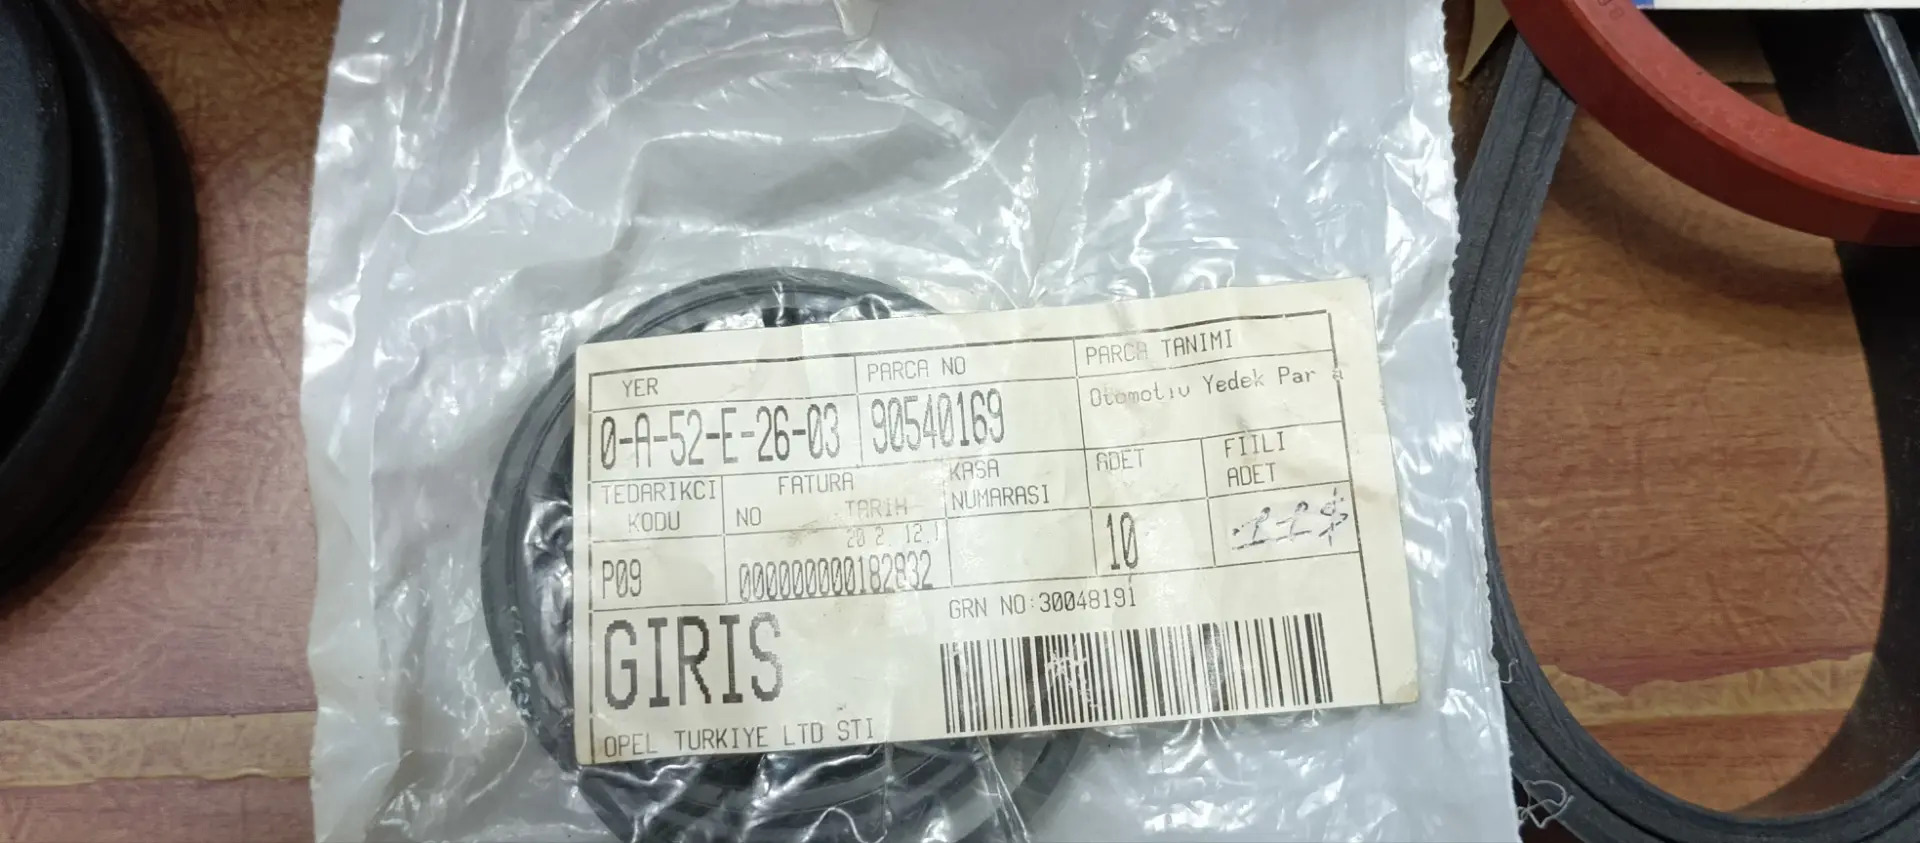 YER
PARCA NO
PARCA TANIMI
0-A-52-E-26-03
90540169
Otomotiv Yedek Par a
TEDARIKCI KODU
FATURA
NO
TARIH
KASA NUMARASI
ADET
FIILI ADET
P09
000000000182832
10
GRN NO:30048191
GIRIS
OPEL TURKIYE LTD STI